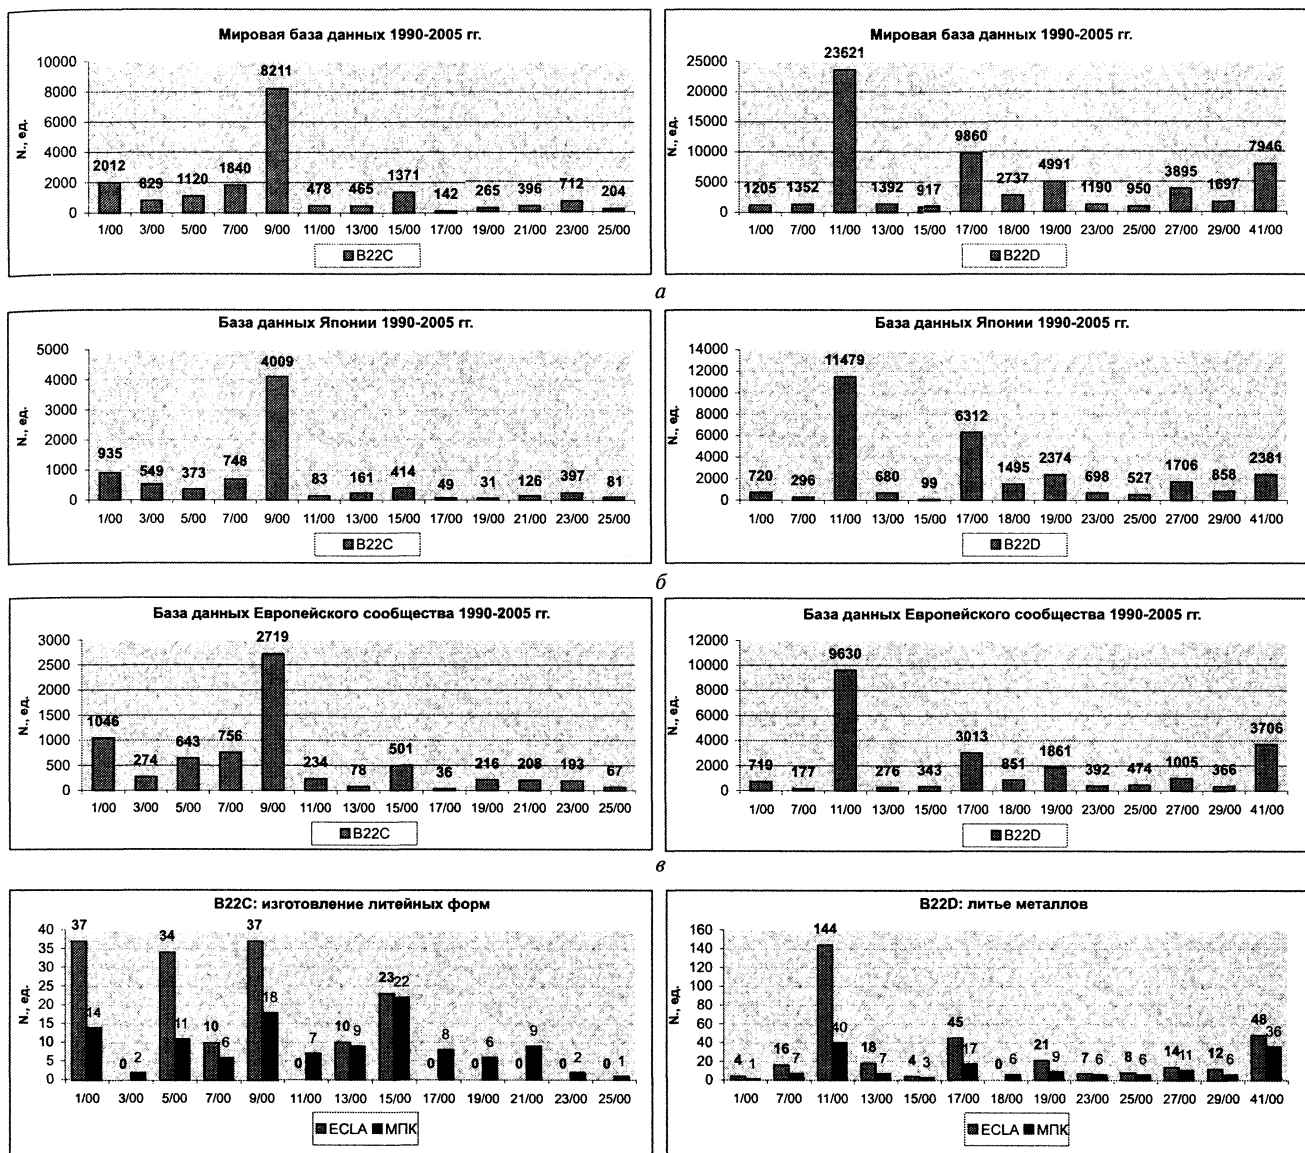 Мировая база данных 1990-2005 гг.
N., ед.
10000
8000
6000
4000
2000
0
2012 829 1120 1840 8211 478 465 1371 142 265 396 712 204
1/00 3/00 5/00 7/00 9/00 11/00 13/00 15/00 17/00 19/00 21/00 23/00 25/00
B22C
Мировая база данных 1990-2005 гг.
N., ед.
25000
20000
15000
10000
5000
0
1205 1352 23621 1392 917 9860 2737 4991 1190 950 3895 1697 7946
1/00 7/00 11/00 13/00 15/00 17/00 18/00 19/00 23/00 25/00 27/00 29/00 41/00
B22D
а
База данных Японии 1990-2005 гг.
N., ед.
5000
4000
3000
2000
1000
0
935 549 373 748 4009 83 161 414 49 31 126 397 81
1/00 3/00 5/00 7/00 9/00 11/00 13/00 15/00 17/00 19/00 21/00 23/00 25/00
B22C
База данных Японии 1990-2005 гг.
N., ед.
14000
12000
10000
8000
6000
4000
2000
0
720 296 11479 680 99 6312 1495 2374 698 527 1706 858 2381
1/00 7/00 11/00 13/00 15/00 17/00 18/00 19/00 23/00 25/00 27/00 29/00 41/00
B22D
б
База данных Европейского сообщества 1990-2005 гг.
N., ед.
3000
2500
2000
1500
1000
500
0
1046 274 643 756 2719 234 78 501 36 216 208 193 67
1/00 3/00 5/00 7/00 9/00 11/00 13/00 15/00 17/00 19/00 21/00 23/00 25/00
B22C
База данных Европейского сообщества 1990-2005 гг.
N., ед.
12000
10000
8000
6000
4000
2000
0
719 177 9630 276 343 3013 851 1861 392 474 1005 366 3706
1/00 7/00 11/00 13/00 15/00 17/00 18/00 19/00 23/00 25/00 27/00 29/00 41/00
B22D
в
B22C: изготовление литейных форм
N., ед.
40
35
30
25
20
15
10
5
0
37 14 0 2 34 11 10 6 37 18 0 7 10 9 23 22 0 8 0 6 0 9 0 2 0 1
1/00 3/00 5/00 7/00 9/00 11/00 13/00 15/00 17/00 19/00 21/00 23/00 25/00
ECLA МПК
B22D: литье металлов
N., ед.
160
140
120
100
80
60
40
20
0
4 1 16 7 144 40 18 7 4 3 45 17 0 6 21 9 7 6 8 6 14 11 12 6 48 36
1/00 7/00 11/00 13/00 15/00 17/00 18/00 19/00 23/00 25/00 27/00 29/00 41/00
ECLA МПК